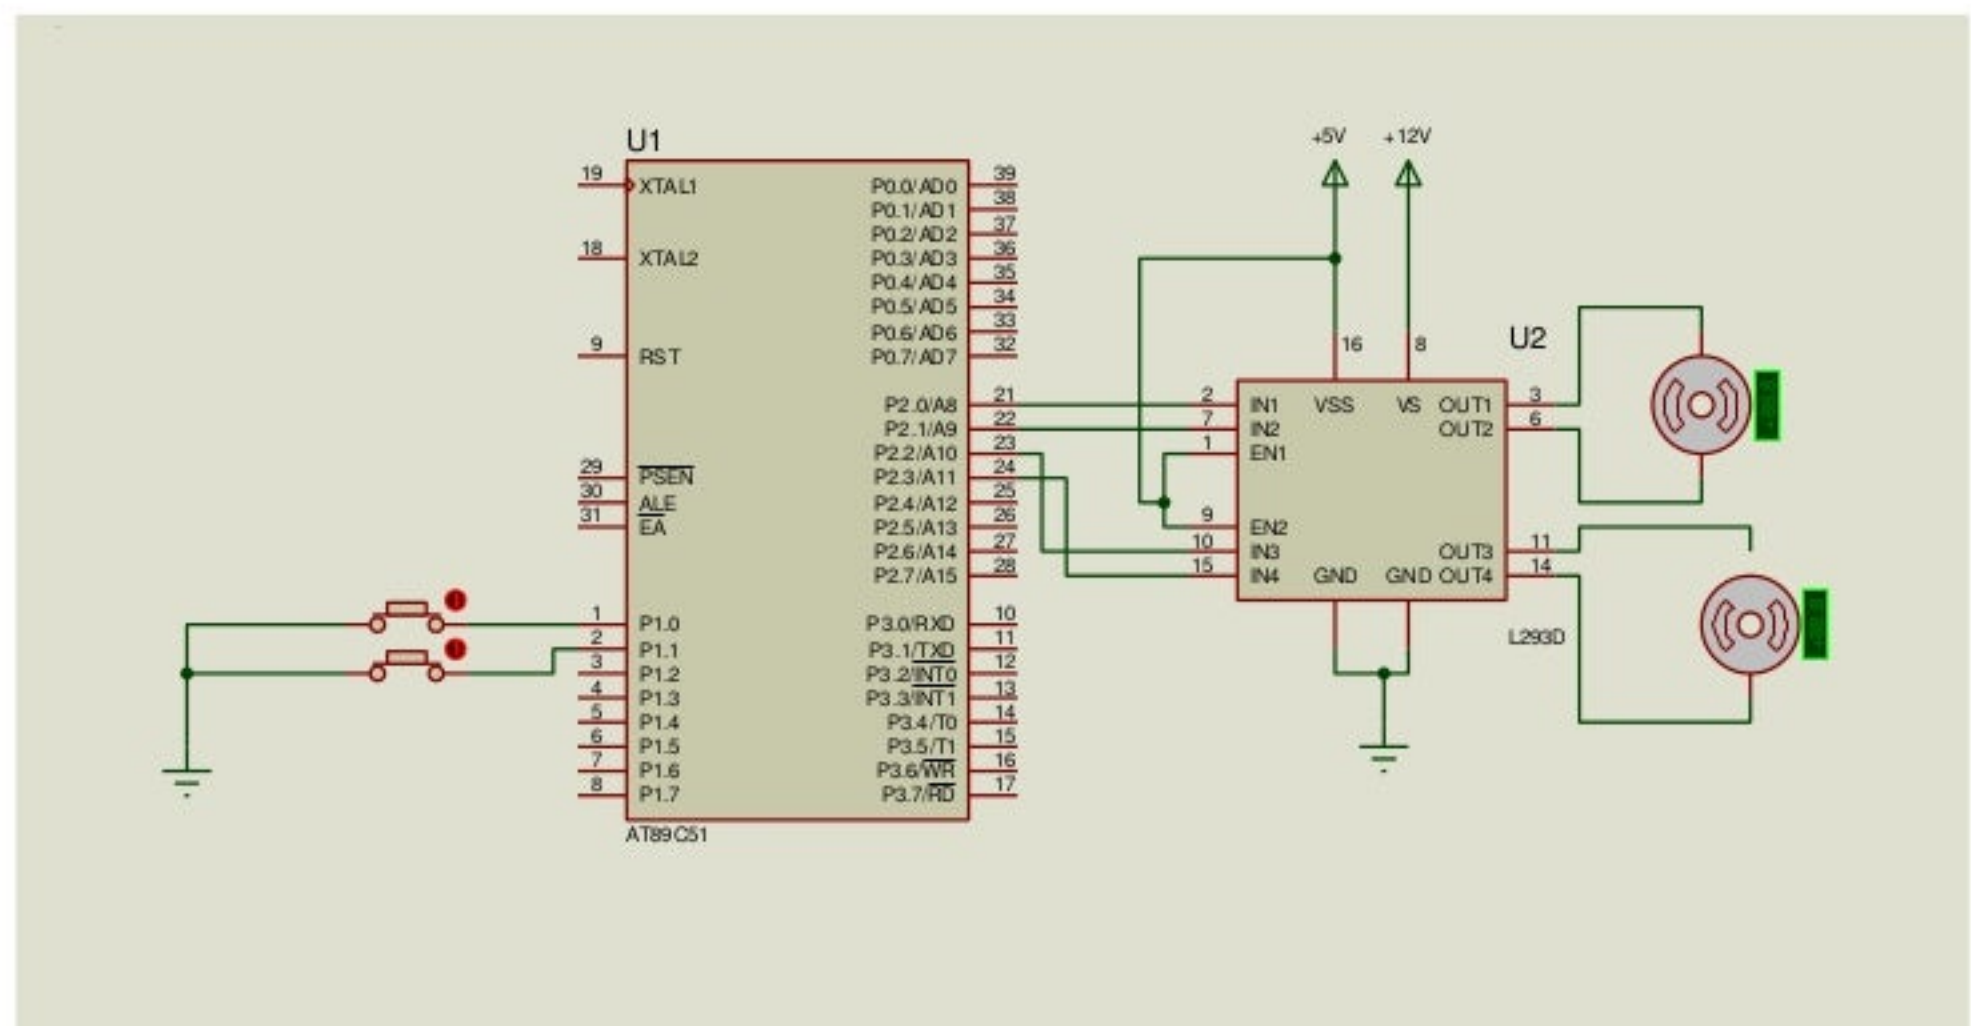 +5V +12V
U1
19 XTAL1 P0.0/AD0 39
P0.1/AD1 38
P0.2/AD2 37
18 XTAL2 P0.3/AD3 36
P0.4/AD4 35
P0.5/AD5 34
P0.6/AD6 33
9 RST P0.7/AD7 32
16 8 U2
P2.0/A8 21 2 IN1 VSS VS OUT1 3
P2.1/A9 22 7 IN2 OUT2 6
P2.2/A10 23 1 EN1
29 PSEN P2.3/A11 24
30 ALE P2.4/A12 25
31 EA P2.5/A13 26 9 EN2
P2.6/A14 27 10 IN3 OUT3 11
P2.7/A15 28 15 IN4 GND GND OUT4 14
1 P1.0 P3.0/RXD 10
L293D
2 P1.1 P3.1/TXD 11
3 P1.2 P3.2/INT0 12
4 P1.3 P3.3/INT1 13
5 P1.4 P3.4/T0 14
6 P1.5 P3.5/T1 15
7 P1.6 P3.6/WR 16
8 P1.7 P3.7/RD 17
AT89C51